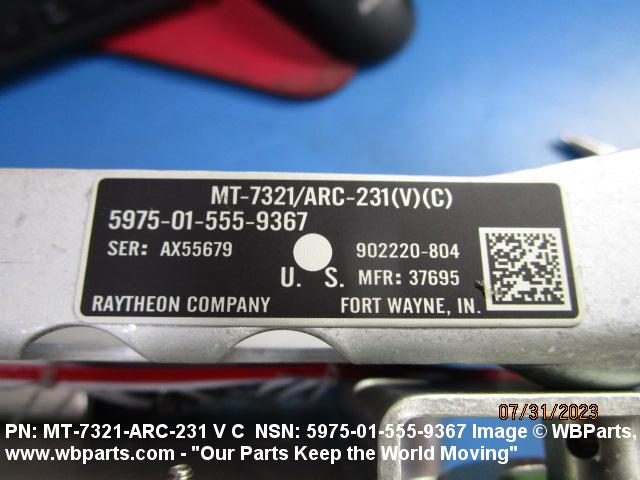 MT-7321/ARC-231(V)(C)
5975-01-555-9367
SER: AX55679 902220-804
U. S. MFR: 37695
RAYTHEON COMPANY FORT WAYNE, IN.
07/31/2023
PN: MT-7321-ARC-231 V C NSN: 5975-01-555-9367 Image © WBParts,
www.wbparts.com - "Our Parts Keep the World Moving"